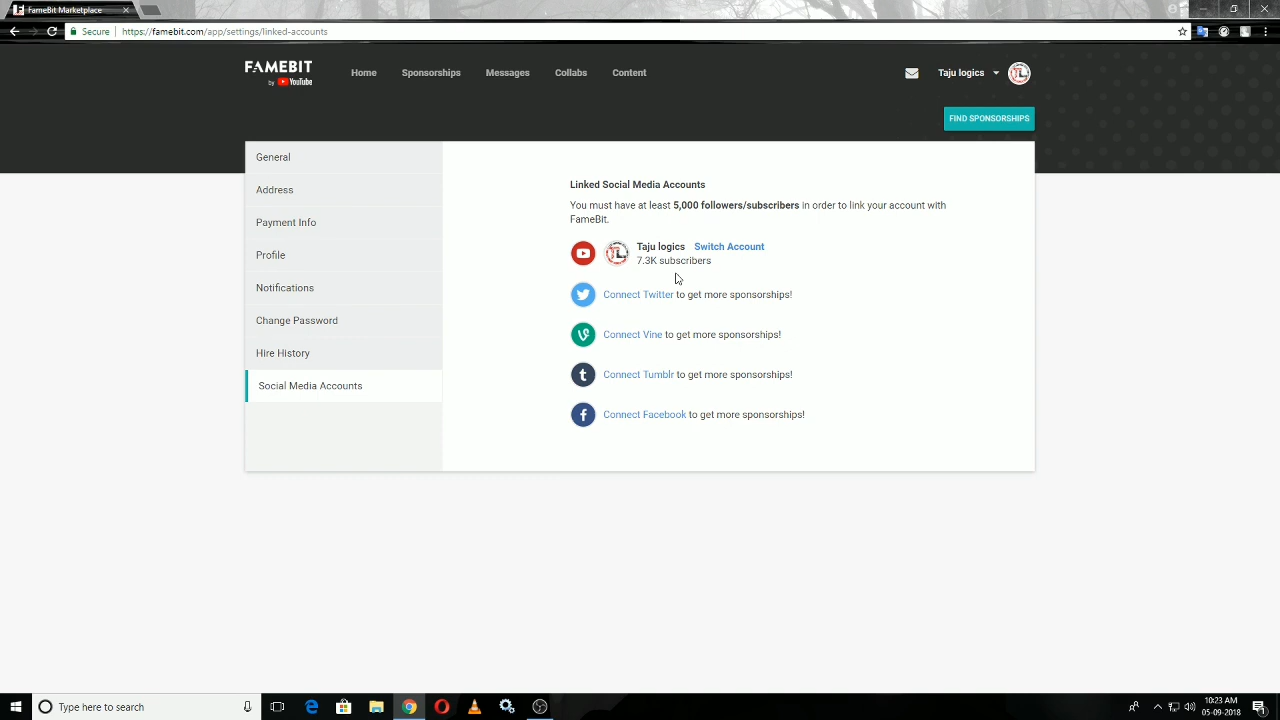 FameBit Marketplace
Secure
https://famebit.com/app/settings/linked-accounts
FAMEBIT
by YouTube
Home
Sponsorships
Messages
Collabs
Content
Taju logics
FIND SPONSORSHIPS
General
Address
Payment Info
Profile
Notifications
Change Password
Hire History
Social Media Accounts
Linked Social Media Accounts
You must have at least 5,000 followers/subscribers in order to link your account with
FameBit.
Taju logics Switch Account
7.3K subscribers
Connect Twitter to get more sponsorships!
Connect Vine to get more sponsorships!
Connect Tumblr to get more sponsorships!
Connect Facebook to get more sponsorships!
Type here to search
10:23 AM
05-09-2018